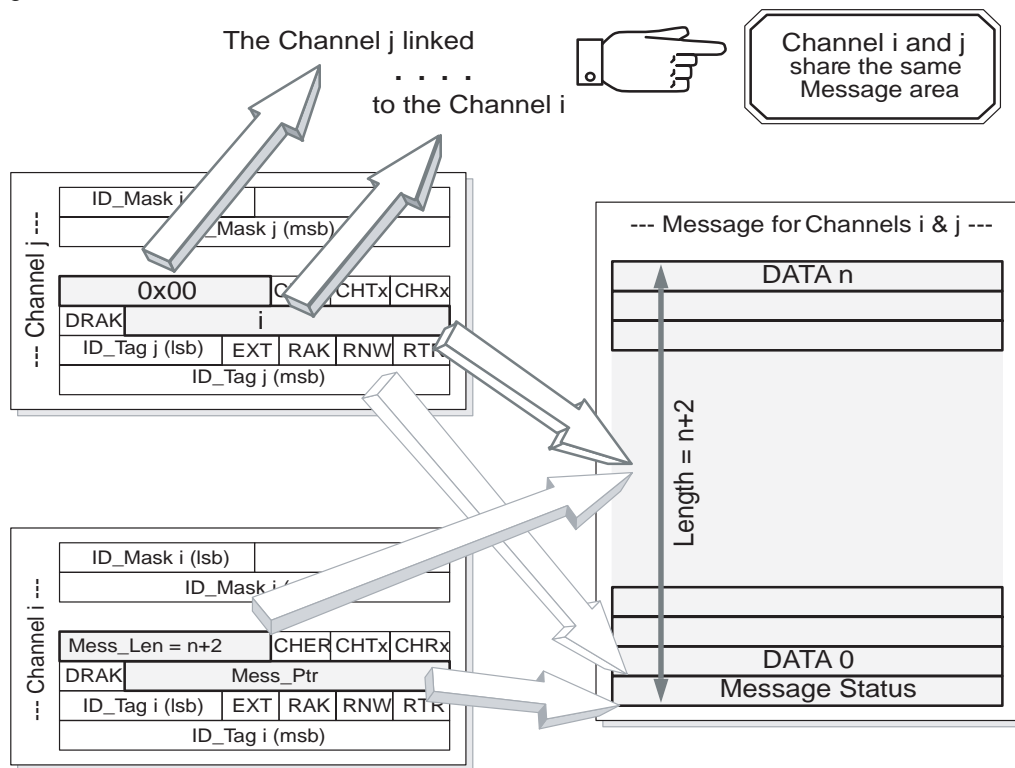 The Channel j linked
. . . .
to the Channel i
Channel i and j
share the same
Message area
--- Channel j ---
ID_Mask j
Mask j (msb)
0x00 CHTx CHRx
DRAK i
ID_Tag j (lsb) EXT RAK RNW RTR
ID_Tag j (msb)
--- Channel i ---
ID_Mask i (lsb)
ID_Mask i
Mess_Len = n+2 CHER CHTx CHRx
DRAK Mess_Ptr
ID_Tag i (lsb) EXT RAK RNW RTR
ID_Tag i (msb)
--- Message for Channels i & j ---
DATA n
Length = n+2
DATA 0
Message Status